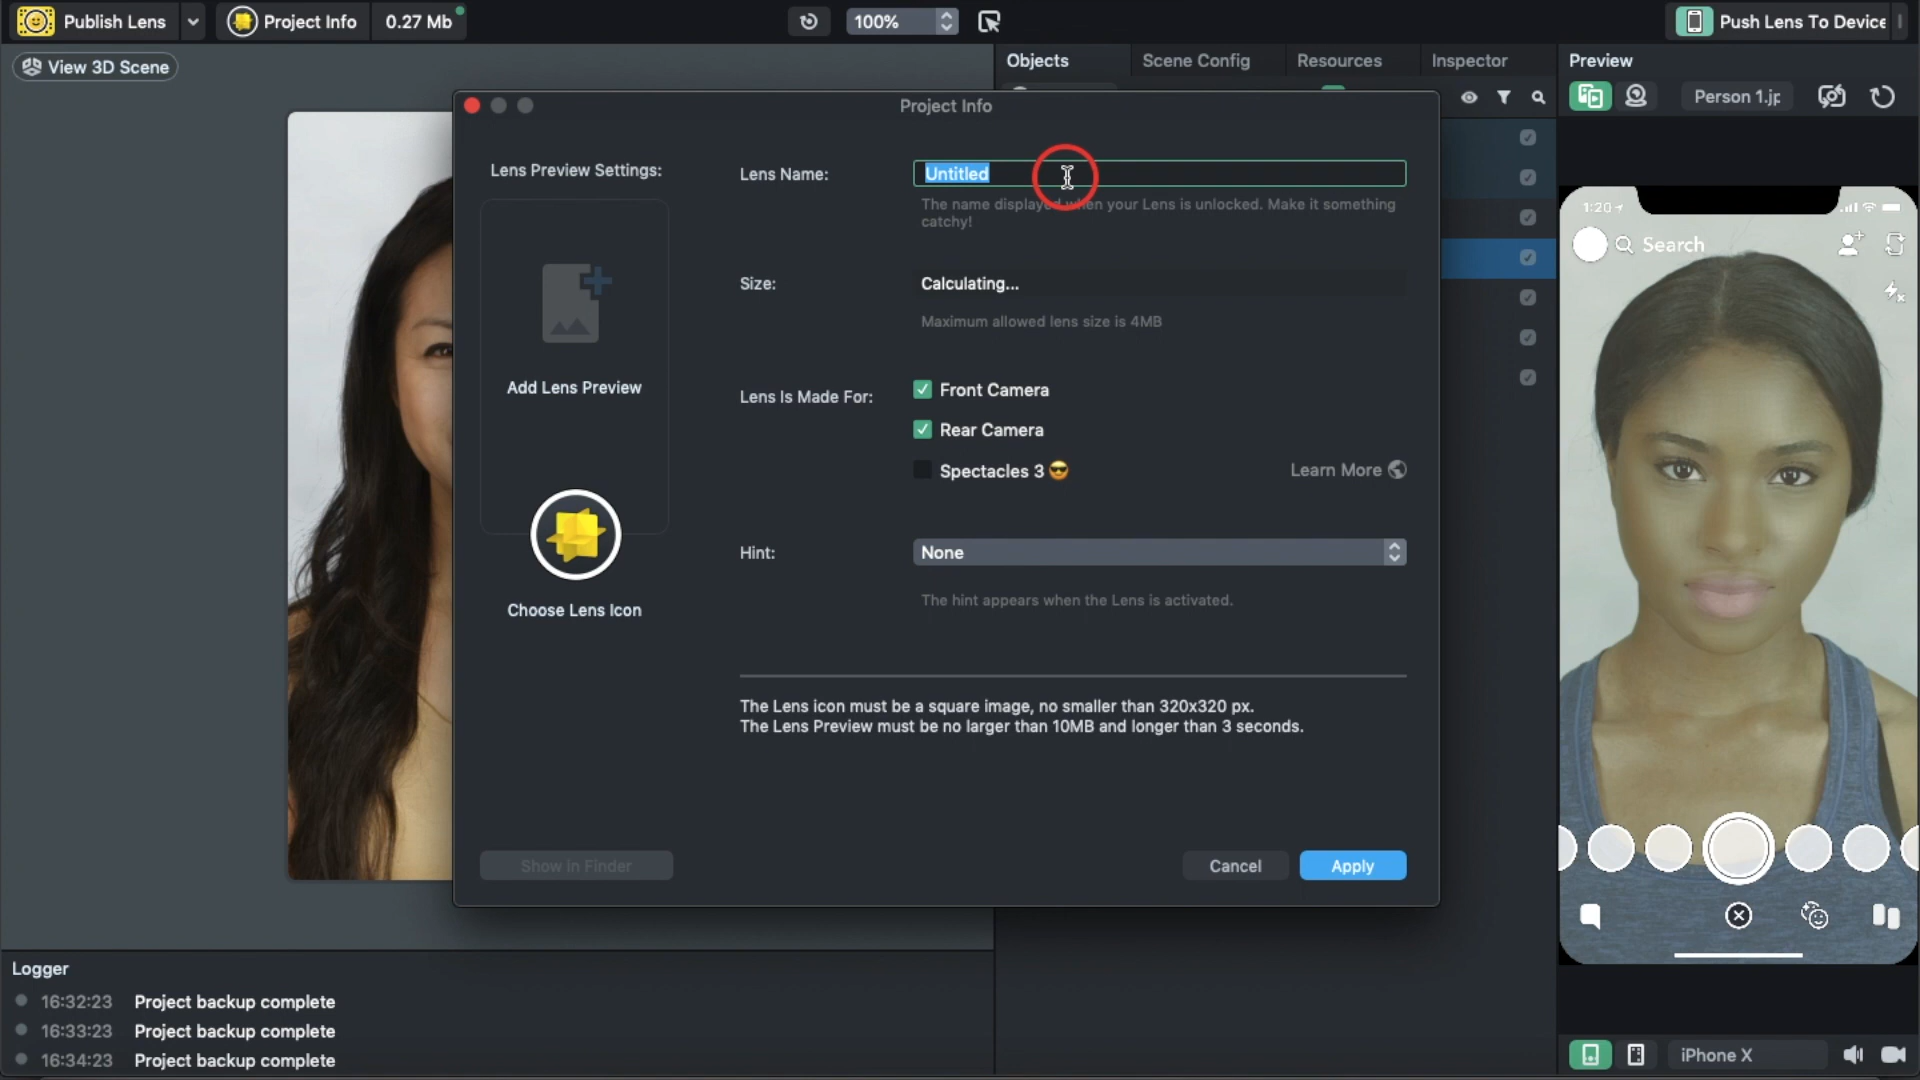 Publish Lens
Project Info
0.27 Mb
100%
Push Lens To Device
View 3D Scene
Objects
Scene Config
Resources
Inspector
Preview
Person 1.jp
Project Info
Lens Preview Settings:
Add Lens Preview
Choose Lens Icon
Lens Name:
Untitled
The name displayed when your Lens is unlocked. Make it something
catchy!
Size:
Calculating...
Maximum allowed lens size is 4MB
Lens Is Made For:
Front Camera
Rear Camera
Spectacles 3 😎
Learn More
Hint:
None
The hint appears when the Lens is activated.
The Lens icon must be a square image, no smaller than 320x320 px.
The Lens Preview must be no larger than 10MB and longer than 3 seconds.
Show in Finder
Cancel
Apply
1:20
Search
Logger
16:32:23 Project backup complete
16:33:23 Project backup complete
16:34:23 Project backup complete
iPhone X